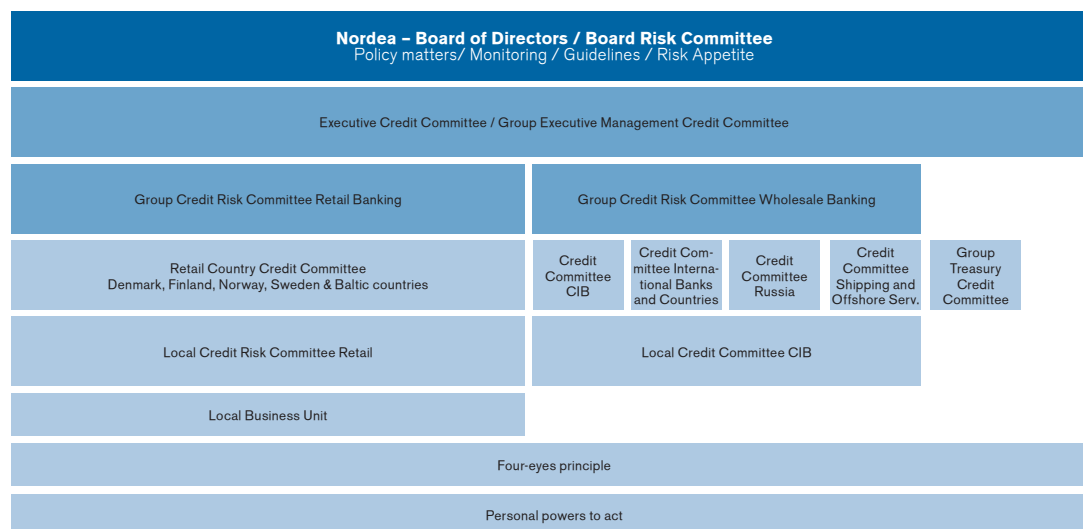 Nordea – Board of Directors / Board Risk Committee
Policy matters/ Monitoring / Guidelines / Risk Appetite
Executive Credit Committee / Group Executive Management Credit Committee
Group Credit Risk Committee Retail Banking
Group Credit Risk Committee Wholesale Banking
Retail Country Credit Committee
Denmark, Finland, Norway, Sweden & Baltic countries
Credit
Committee
CIB
Credit Com-
mittee Interna-
tional Banks
and Countries
Credit
Committee
Russia
Credit
Committee
Shipping and
Offshore Serv.
Group
Treasury
Credit
Committee
Local Credit Risk Committee Retail
Local Credit Committee CIB
Local Business Unit
Four-eyes principle
Personal powers to act